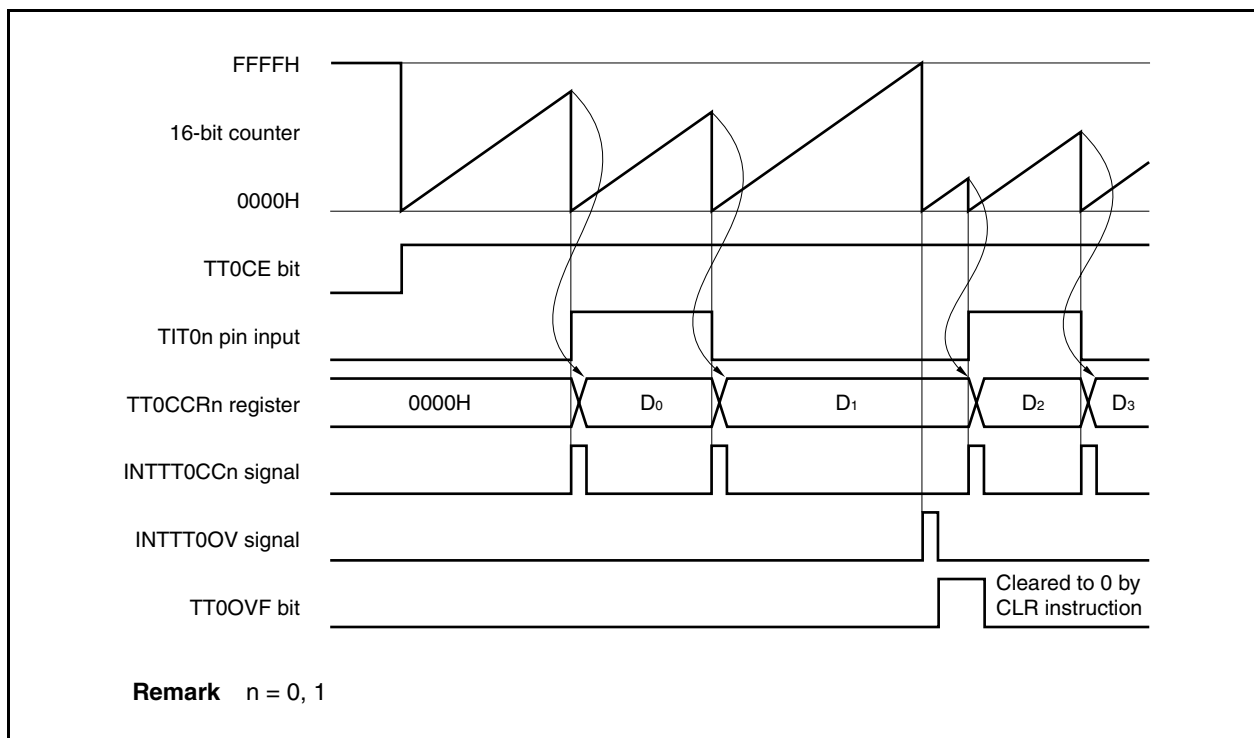 FFFFH
16-bit counter
0000H
TT0CE bit
TIT0n pin input
TT0CCRn register
0000H
D0
D1
D2
D3
INTTT0CCn signal
INTTT0OV signal
TT0OVF bit
Cleared to 0 by
CLR instruction
Remark n = 0, 1